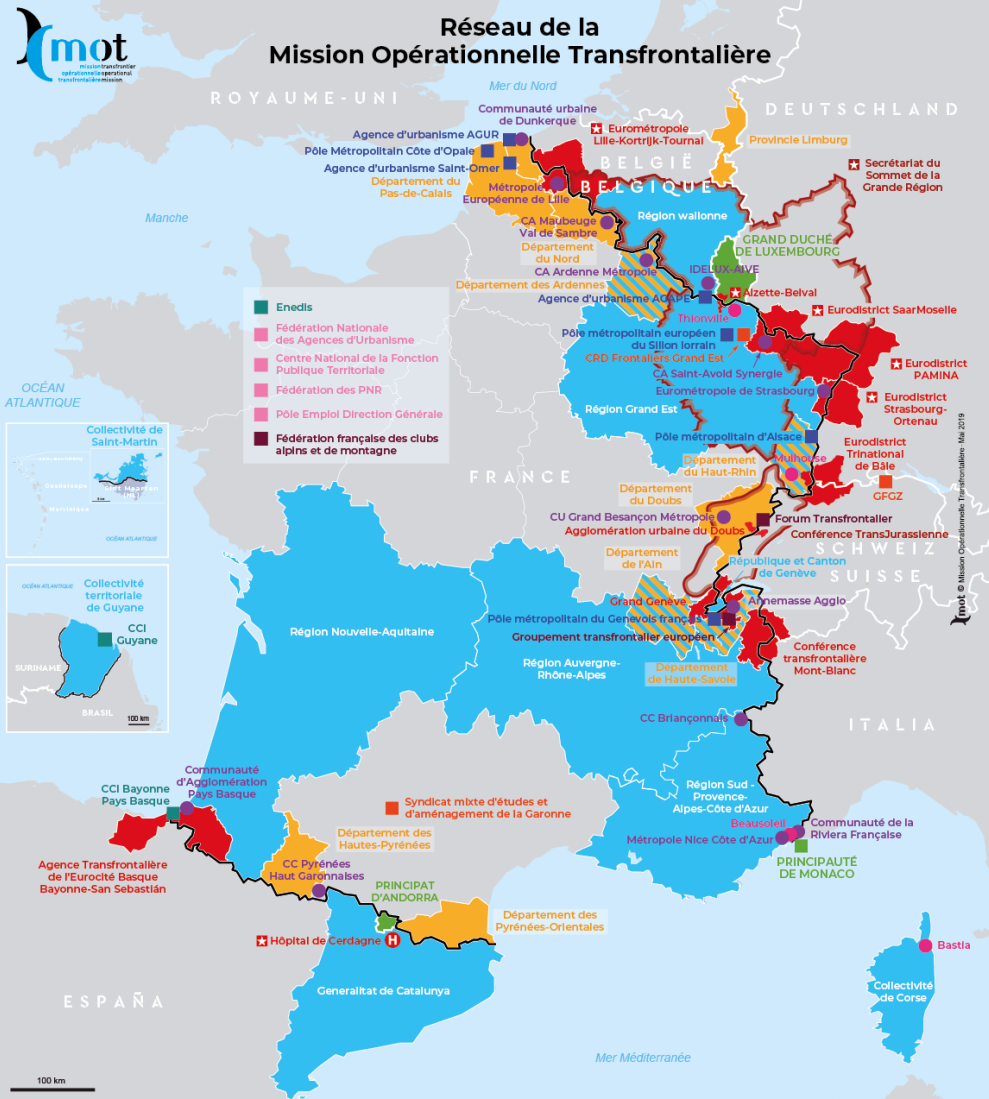 mot
missiontransfrontier
opérationnelleoperational
transfrontalièremission
Réseau de la
Mission Opérationnelle Transfrontalière
Mer du Nord
ROYAUME-UNI
DEUTSCHLAND
Communauté urbaine
de Dunkerque
Agence d'urbanisme AGUR
Pôle Métropolitain Côte d'Opale
Agence d'urbanisme Saint-Omer
Département du
Pas-de-Calais
Eurométropole
Lille-Kortrijk-Tournai
BELGIË
BELGIQUE
Provincie Limburg
Secrétariat du
Sommet de la
Grande Région
Métropole
Européenne de Lille
Manche
Région wallonne
CA Maubeuge
Val de Sambre
Département
du Nord
GRAND DUCHÉ
DE LUXEMBOURG
CA Ardenne Métropole
IDELUX-AIVE
Département des Ardennes
Agence d'urbanisme AGAPE
Alzette-Belval
Thionville
Eurodistrict SaarMoselle
Pôle métropolitain européen
du Sillon lorrain
CRD Frontaliers Grand Est
CA Saint-Avold Synergie
Eurodistrict
PAMINA
Eurométropole de Strasbourg
Eurodistrict
Strasbourg-
Ortenau
Région Grand Est
Pôle métropolitain d'Alsace
Eurodistrict
Trinational
de Bâle
Département
du Haut-Rhin
Mulhouse
GFGZ
Enedis
Fédération Nationale
des Agences d'Urbanisme
Centre National de la Fonction
Publique Territoriale
Fédération des PNR
Pôle Emploi Direction Générale
Fédération française des clubs
alpins et de montagne
OCÉAN
ATLANTIQUE
Collectivité de
Saint-Martin
Guadeloupe
Sint Maarten
(NL)
Martinique
OCÉAN ATLANTIQUE
FRANCE
Département
du Doubs
CU Grand Besançon Métropole
Forum Transfrontalier
Agglomération urbaine du Doubs
Conférence TransJurassienne
SCHWEIZ
Département
de l'Ain
République et Canton
de Genève
SUISSE
Grand Genève
Annemasse Agglo
Pôle métropolitain du Genevois français
Groupement transfrontalier européen
Conférence
transfrontalière
Mont-Blanc
Département
de Haute-Savoie
OCÉAN ATLANTIQUE
Collectivité
territoriale
de Guyane
CCI
Guyane
SURINAME
BRASIL
100 km
Région Nouvelle-Aquitaine
Région Auvergne-
Rhône-Alpes
CC Briançonnais
ITALIA
Région Sud -
Provence-
Alpes-Côte d'Azur
Communauté
d'Agglomération
Pays Basque
CCI Bayonne
Pays Basque
Syndicat mixte d'études et
d'aménagement de la Garonne
Beausoleil
Communauté de la
Riviera Française
Métropole Nice Côte d'Azur
PRINCIPAUTÉ
DE MONACO
Agence Transfrontalière
de l'Eurocité Basque
Bayonne-San Sebastián
Département des
Hautes-Pyrénées
CC Pyrénées
Haut Garonnaises
PRINCIPAT
D'ANDORRA
Département des
Pyrénées-Orientales
Hôpital de Cerdagne
H
Bastia
Collectivité
de Corse
Generalitat de Catalunya
ESPAÑA
Mer Méditerranée
100 km
mot © Mission Opérationnelle Transfrontalière - Mai 2019